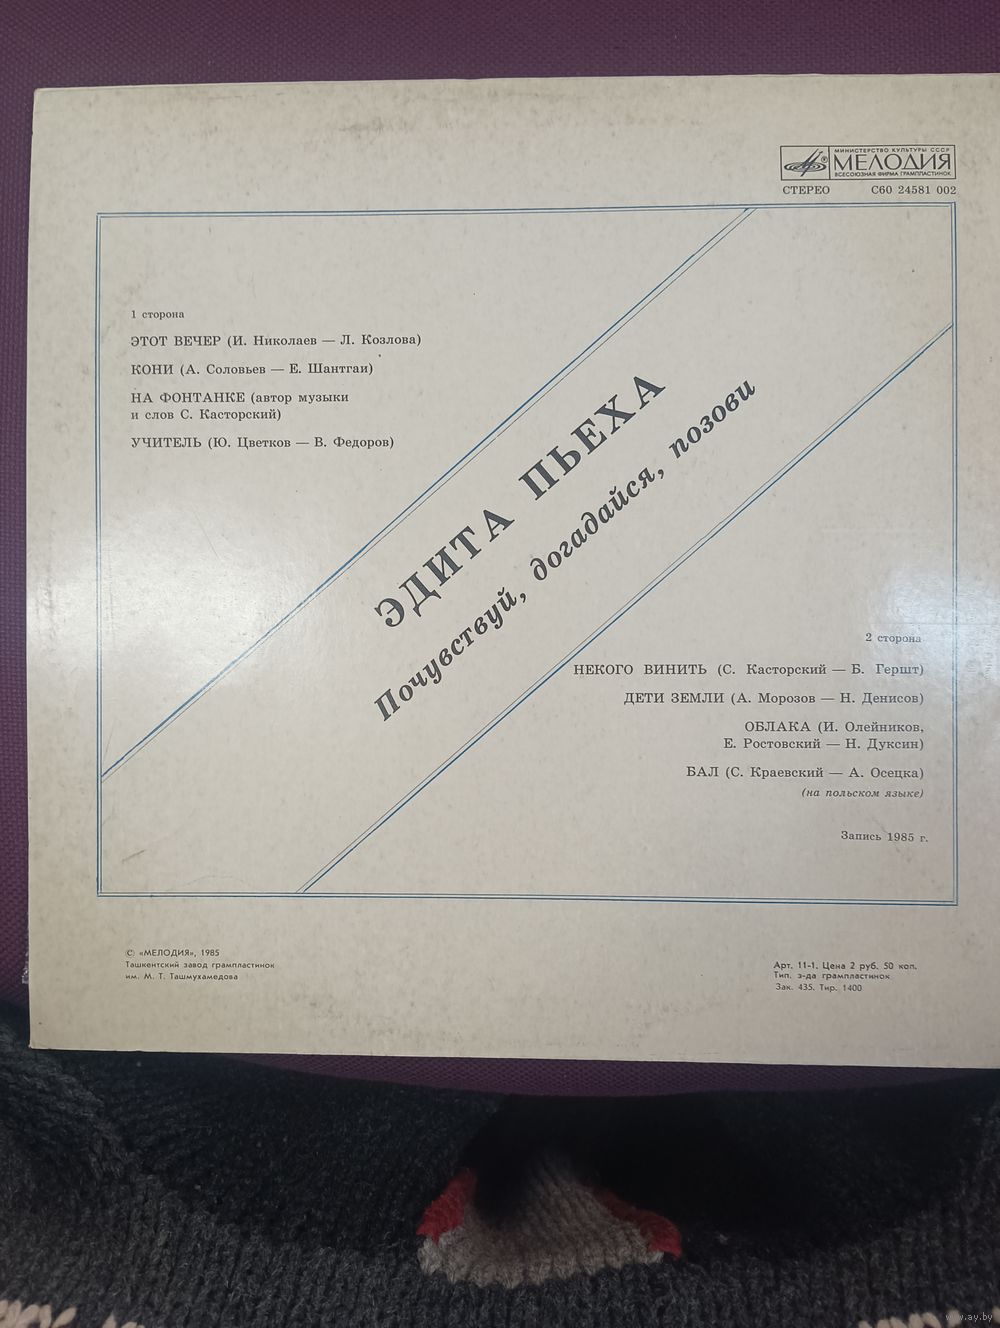 МИНИСТЕРСТВО КУЛЬТУРЫ СССР
МЕЛОДИЯ
ВСЕСОЮЗНАЯ ФИРМА ГРАМПЛАСТИНОК
СТЕРЕО С60 24581 002
1 сторона
ЭТОТ ВЕЧЕР (И. Николаев — Л. Козлова)
КОНИ (А. Соловьев — Е. Шантгаи)
НА ФОНТАНКЕ (автор музыки
и слов С. Касторский)
УЧИТЕЛЬ (Ю. Цветков — В. Федоров)
ЭДИТА ПЬЕХА
Почувствуй, догадайся, позови
2 сторона
НЕКОГО ВИНИТЬ (С. Касторский — Б. Гершт)
ДЕТИ ЗЕМЛИ (А. Морозов — Н. Денисов)
ОБЛАКА (И. Олейников,
Е. Ростовский — Н. Дуксин)
БАЛ (С. Краевский — А. Осецка)
(на польском языке)
Запись 1985 г.
© «МЕЛОДИЯ», 1985
Ташкентский завод грампластинок
им. М. Т. Ташмухамедова
Арт. 11-1. Цена 2 руб. 50 коп.
Тип. з-да грампластинок
Зак. 435. Тир. 1400
www.ay.by